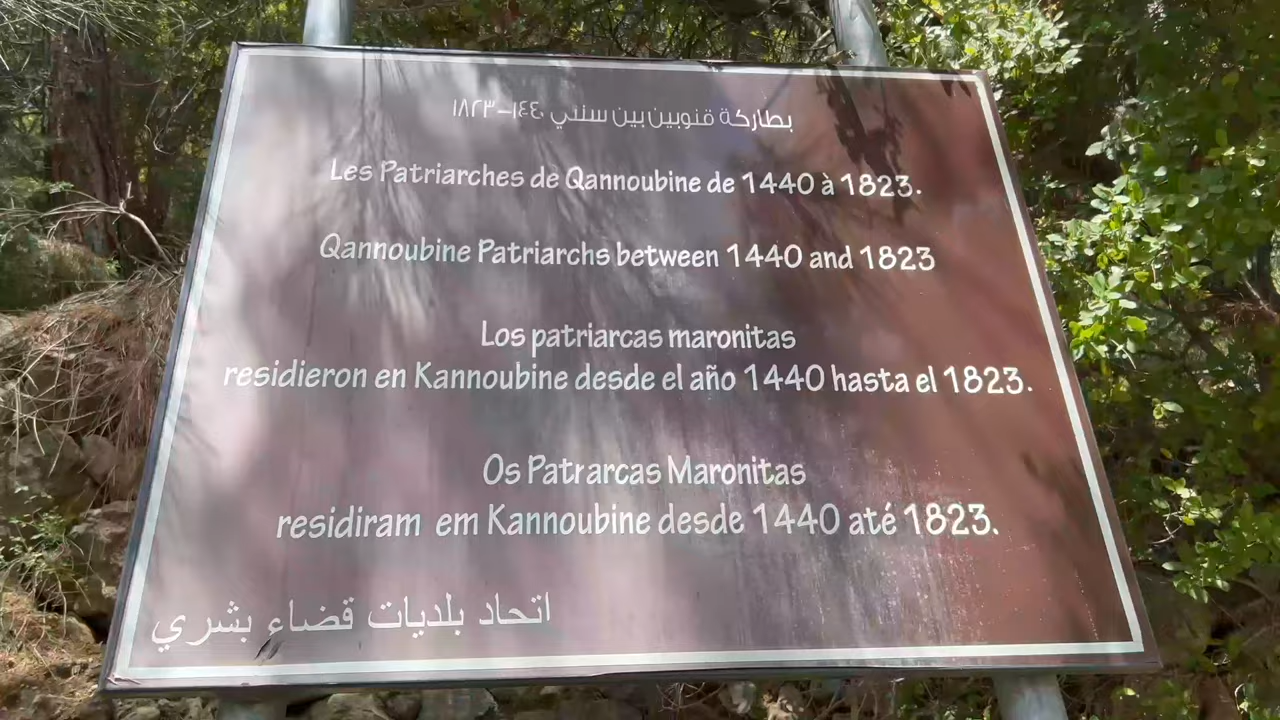 بطاركة قنوبين بين سنتي ١٤٤٠-١٨٢٣
Les Patriarches de Qannoubine de 1440 à 1823.
Qannoubine Patriarchs between 1440 and 1823
Los patriarcas maronitas
residieron en Kannoubine desde el año 1440 hasta el 1823.
Os Patrarcas Maronitas
residiram em Kannoubine desde 1440 até 1823.
اتحاد بلديات قضاء بشري